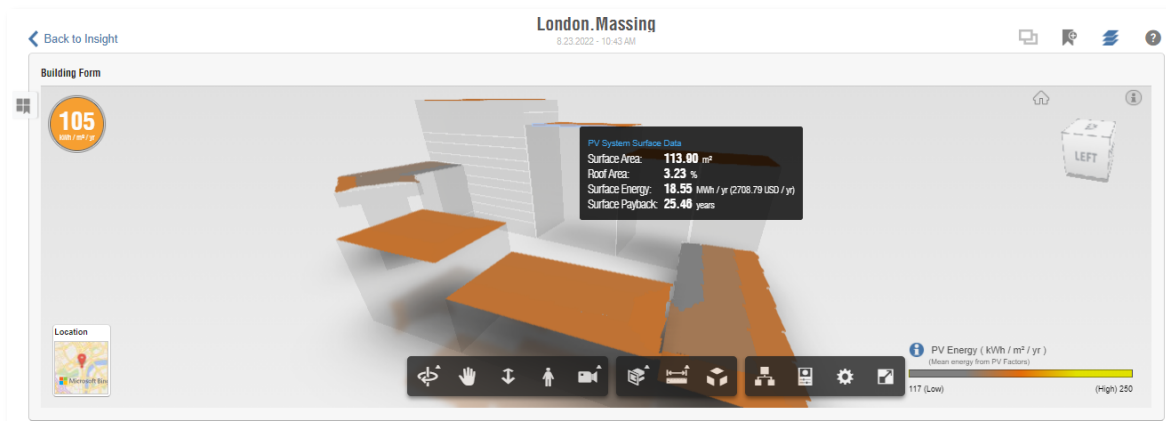 London.Massing
Back to Insight
8.23.2022 - 10:43 AM
Building Form
105
kWh / m² / yr
PV System Surface Data
Surface Area: 113.90 m²
Roof Area: 3.23 %
Surface Energy: 18.55 MWh / yr (2708.79 USD / yr)
Surface Payback: 25.46 years
LEFT
Location
Microsoft Bin
PV Energy ( kWh / m² / yr )
(Mean energy from PV Factors)
117 (Low) (High) 250